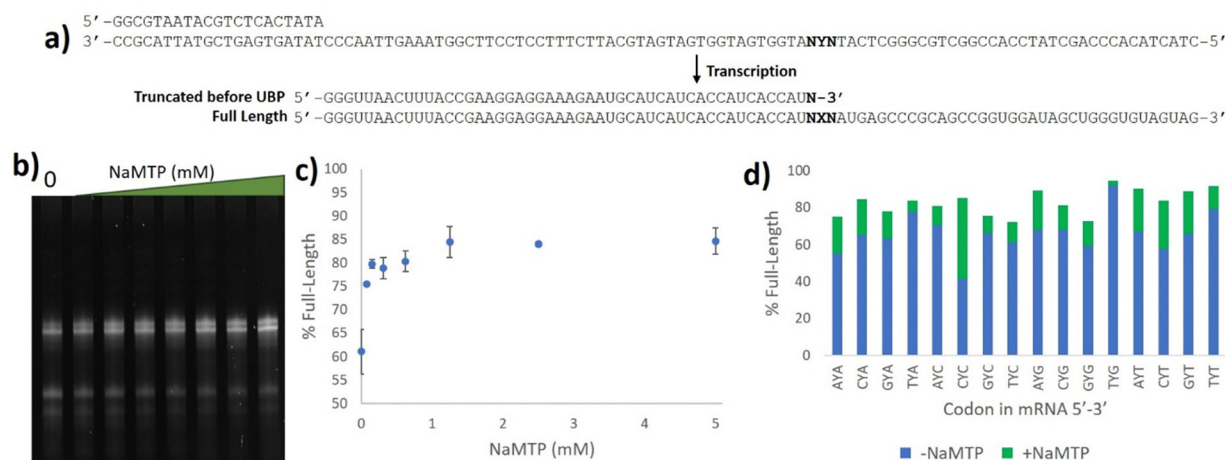 5’-GGCGTAATACGTCTCACTATA
a) 3’-CCGCATTATGCTGAGTGATATCCCAATTGAAATGGCTTCCTCCTTTCTTACGTAGTAGTGGTAGTGGTANYNTACTCGGGCGTCGGCCACCTATCGACCCACATCATC-5’
Transcription
Truncated before UBP 5’-GGGUUAACUUUACCGAAGGAGGAAAGAAUGCAUCAUCACCAUCACCAUN-3’
Full Length 5’-GGGUUAACUUUACCGAAGGAGGAAAGAAUGCAUCAUCACCAUCACCAUNXNAUGAGCCCGCAGCCGGUGGAUAGCUGGGUGUAGUAG-3’
b) 0 NaMTP (mM)
c)
% Full-Length
100
95
90
85
80
75
70
65
60
55
50
0 1 2 3 4 5
NaMTP (mM)
d)
% Full-Length
100
80
60
40
20
0
AYA CYA GYA TYA AYC CYC GYC TYC AYG CYG GYG TYG AYT CYT GYT TYT
Codon in mRNA 5’-3’
-NaMTP +NaMTP